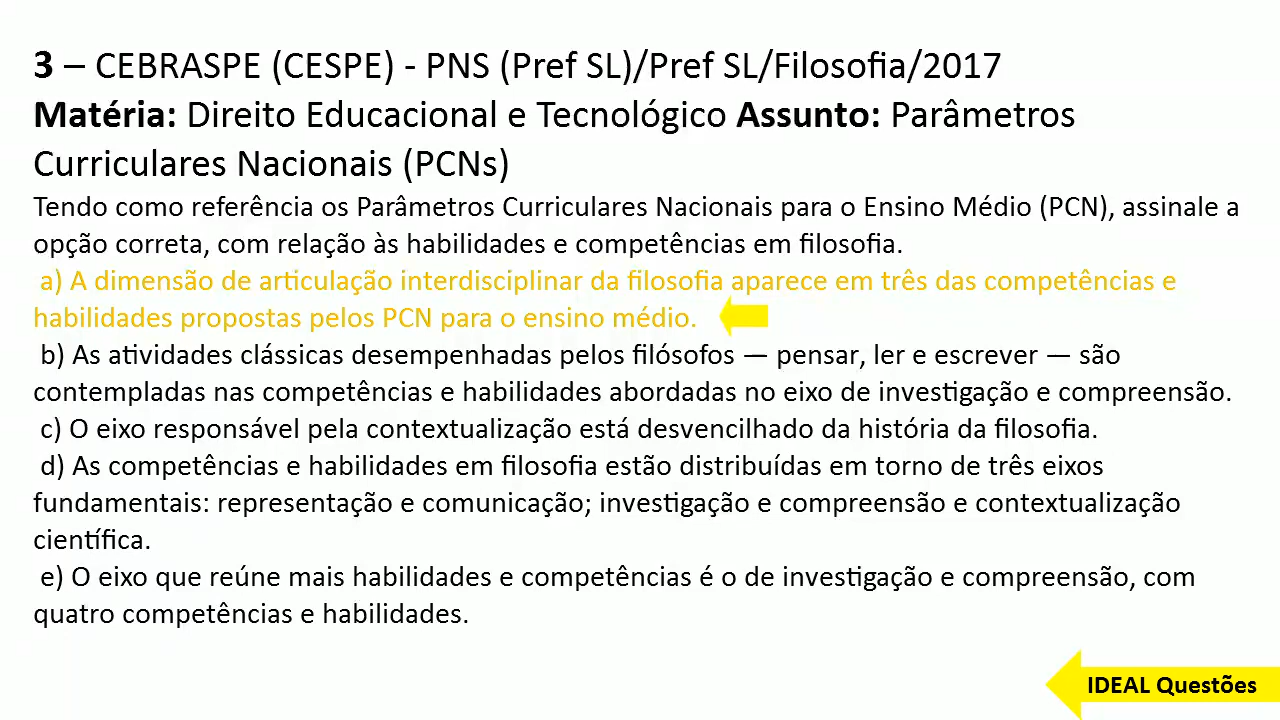 3 – CEBRASPE (CESPE) - PNS (Pref SL)/Pref SL/Filosofia/2017
Matéria: Direito Educacional e Tecnológico Assunto: Parâmetros
Curriculares Nacionais (PCNs)
Tendo como referência os Parâmetros Curriculares Nacionais para o Ensino Médio (PCN), assinale a
opção correta, com relação às habilidades e competências em filosofia.
a) A dimensão de articulação interdisciplinar da filosofia aparece em três das competências e
habilidades propostas pelos PCN para o ensino médio.
b) As atividades clássicas desempenhadas pelos filósofos — pensar, ler e escrever — são
contempladas nas competências e habilidades abordadas no eixo de investigação e compreensão.
c) O eixo responsável pela contextualização está desvencilhado da história da filosofia.
d) As competências e habilidades em filosofia estão distribuídas em torno de três eixos
fundamentais: representação e comunicação; investigação e compreensão e contextualização
científica.
e) O eixo que reúne mais habilidades e competências é o de investigação e compreensão, com
quatro competências e habilidades.
IDEAL Questões